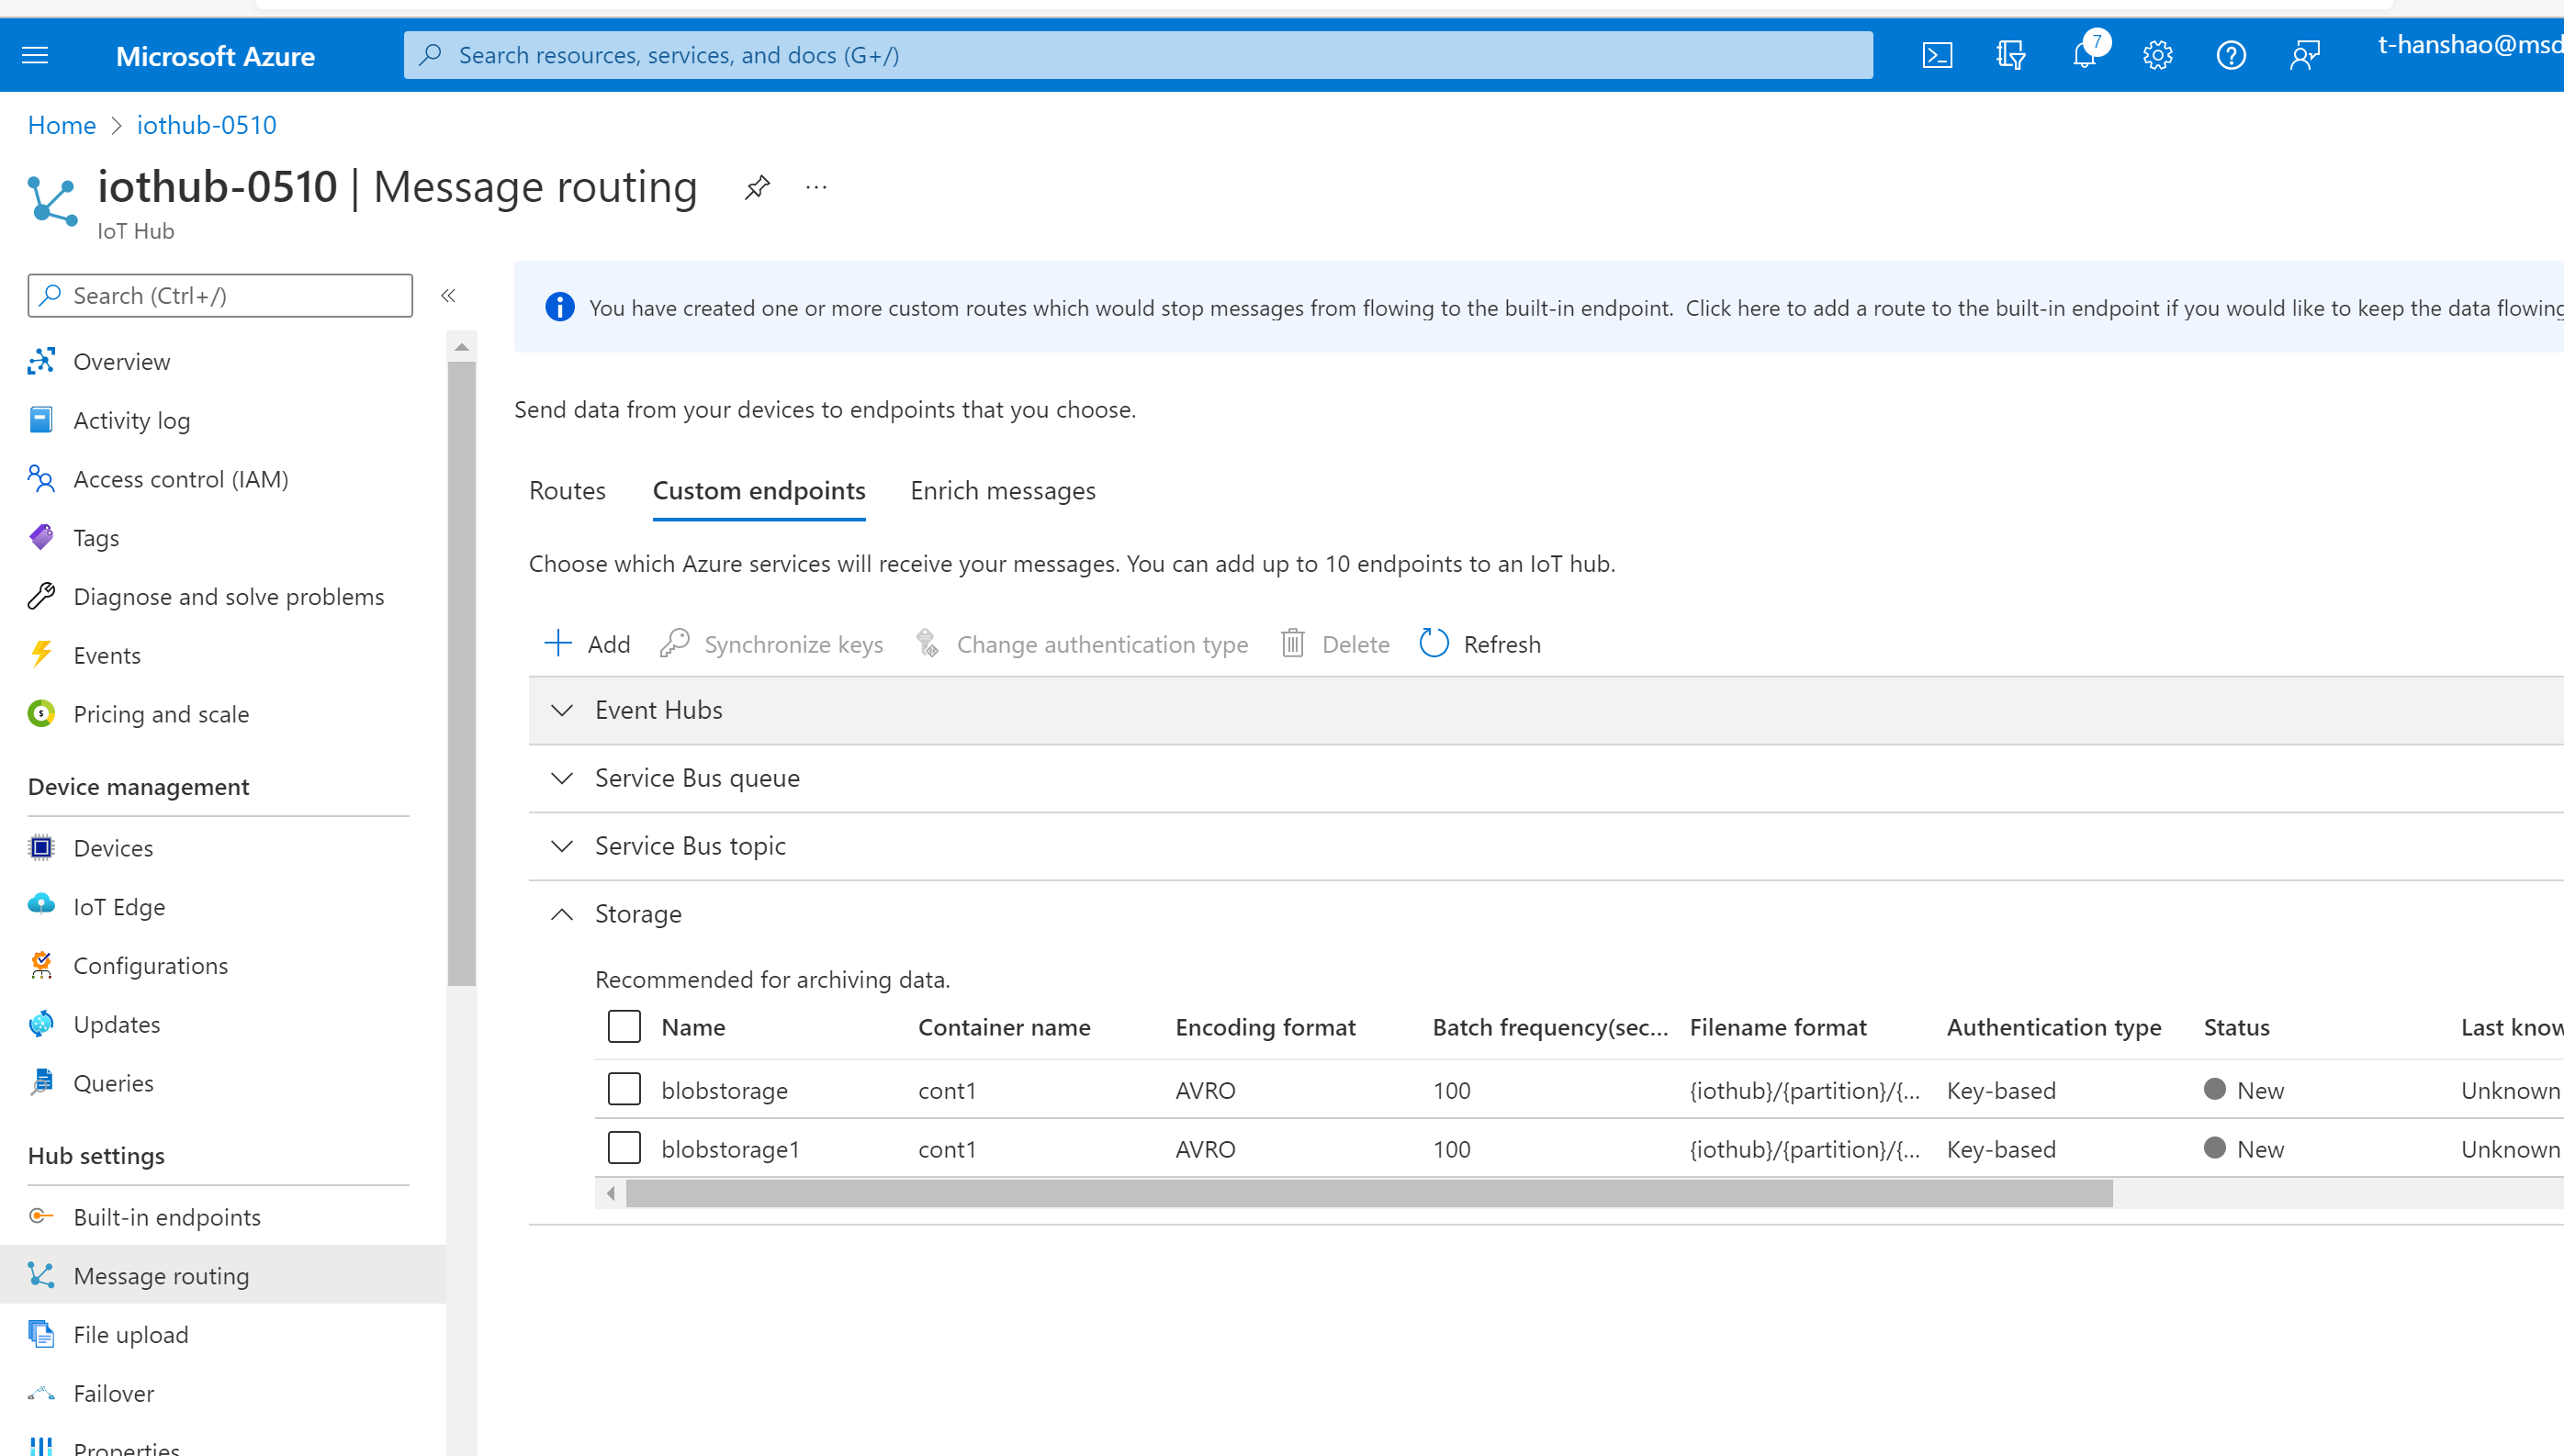 Microsoft Azure
Search resources, services, and docs (G+/)
7
t-hanshao@msd
Home > iothub-0510
iothub-0510 | Message routing
...
IoT Hub
Search (Ctrl+/)
«
You have created one or more custom routes which would stop messages from flowing to the built-in endpoint. Click here to add a route to the built-in endpoint if you would like to keep the data flowing
Overview
Activity log
Access control (IAM)
Tags
Diagnose and solve problems
Events
Pricing and scale
Device management
Devices
IoT Edge
Configurations
Updates
Queries
Hub settings
Built-in endpoints
Message routing
File upload
Failover
Properties
Send data from your devices to endpoints that you choose.
Routes Custom endpoints Enrich messages
Choose which Azure services will receive your messages. You can add up to 10 endpoints to an IoT hub.
Add Synchronize keys Change authentication type Delete Refresh
Event Hubs
Service Bus queue
Service Bus topic
Storage
Recommended for archiving data.
Name Container name Encoding format Batch frequency(sec... Filename format Authentication type Status Last know
blobstorage cont1 AVRO 100 {iothub}/{partition}/{... Key-based New Unknown
blobstorage1 cont1 AVRO 100 {iothub}/{partition}/{... Key-based New Unknown